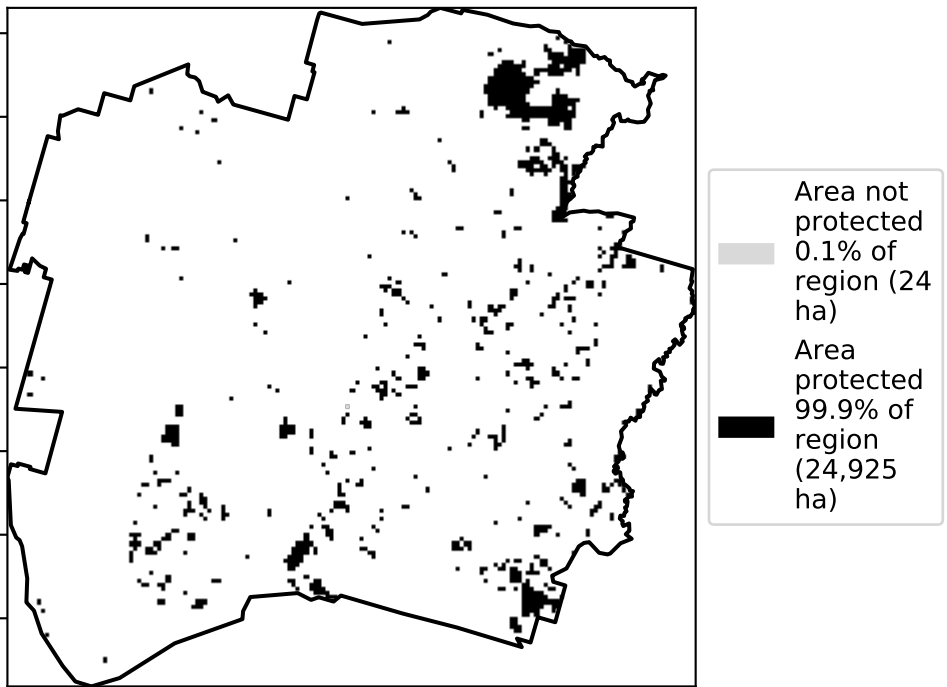 Area not
protected
0.1% of
region (24
ha)
Area
protected
99.9% of
region
(24,925
ha)